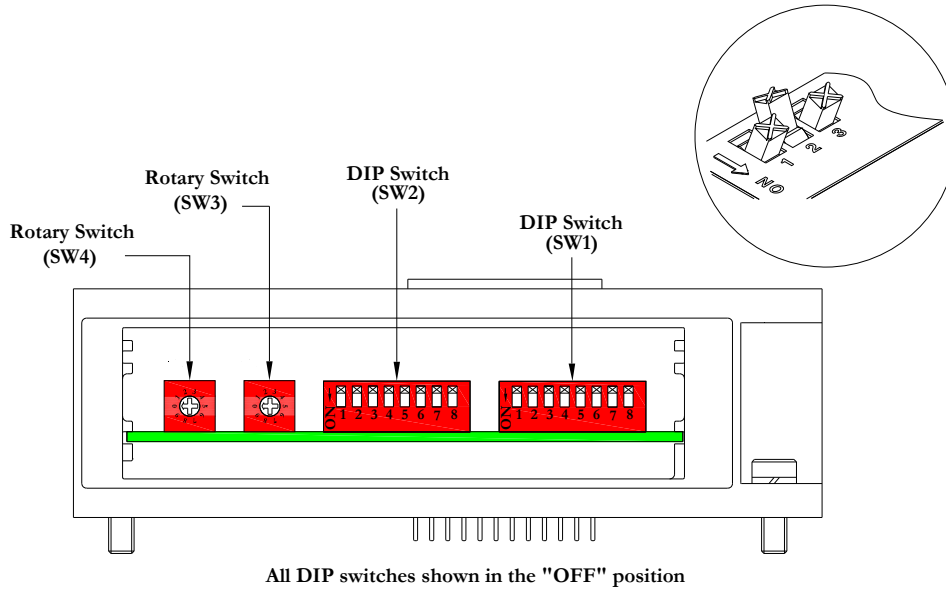 1 2 3
NO
DIP Switch
(SW2)
Rotary Switch
(SW3)
DIP Switch
(SW1)
Rotary Switch
(SW4)
ON 1 2 3 4 5 6 7 8
ON 1 2 3 4 5 6 7 8
All DIP switches shown in the "OFF" position